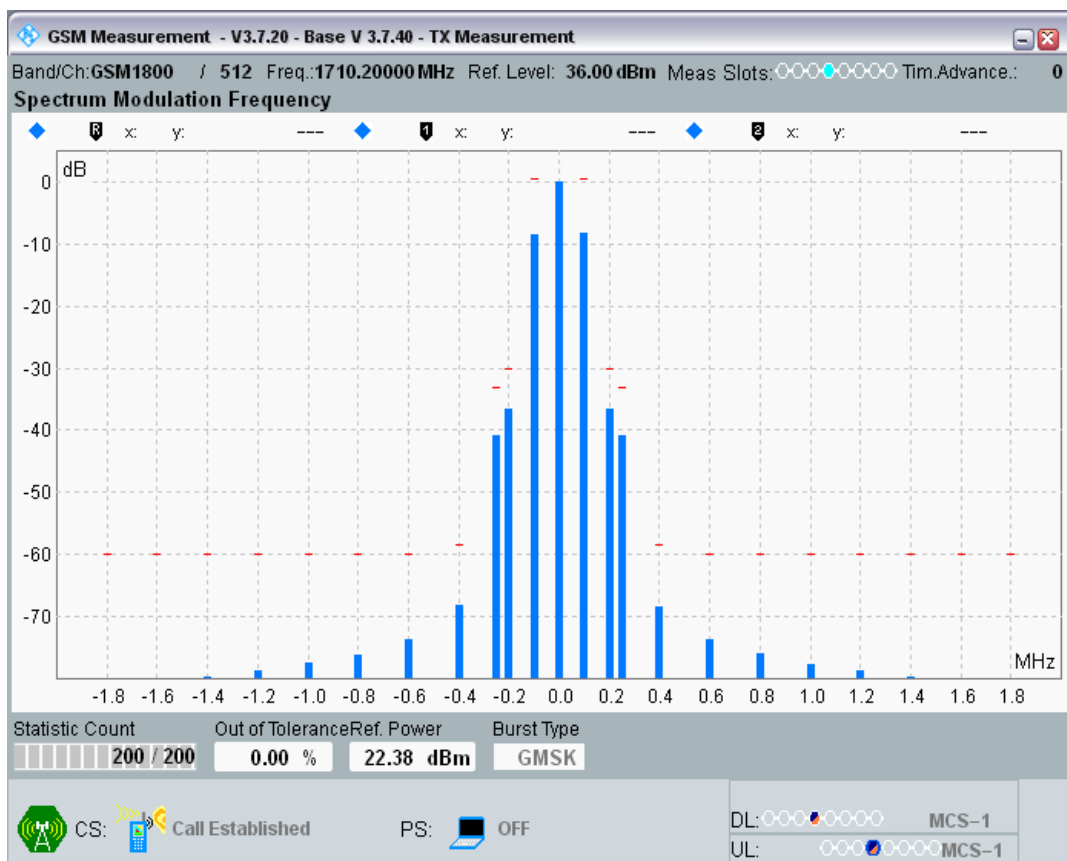 GSM Measurement - V3.7.20 - Base V 3.7.40 - TX Measurement
Band/Ch:GSM1800 / 512 Freq.:1710.20000 MHz Ref. Level: 36.00 dBm Meas Slots: Tim.Advance.: 0
Spectrum Modulation Frequency
R x: y: --- 1 x: y: --- 2 x: y: ---
dB
0
-10
-20
-30
-40
-50
-60
-70
MHz
-1.8 -1.6 -1.4 -1.2 -1.0 -0.8 -0.6 -0.4 -0.2 0.0 0.2 0.4 0.6 0.8 1.0 1.2 1.4 1.6 1.8
Statistic Count Out of Tolerance Ref. Power Burst Type
200 / 200 0.00 % 22.38 dBm GMSK
CS: Call Established PS: OFF DL: MCS-1
UL: MCS-1